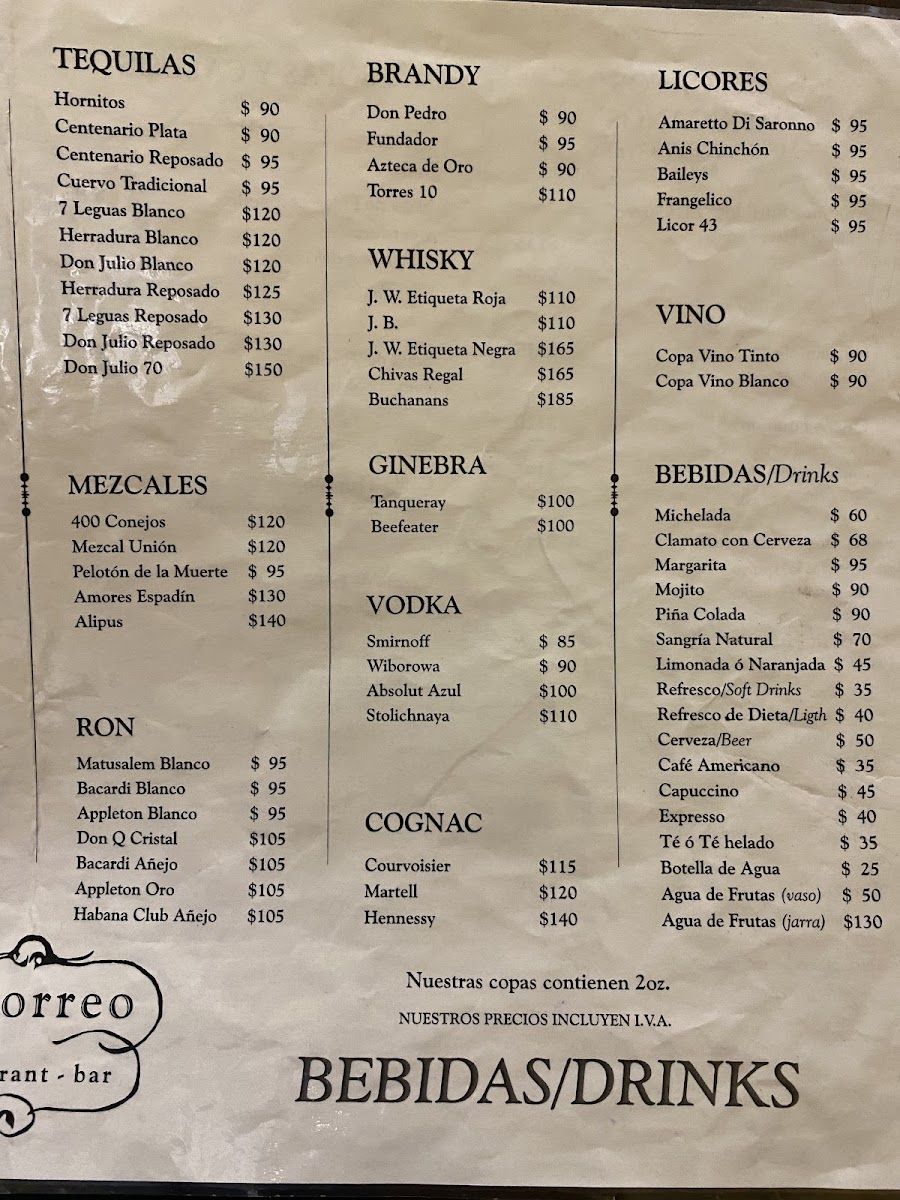 TEQUILAS
Hornitos $ 90
Centenario Plata $ 90
Centenario Reposado $ 95
Cuervo Tradicional $ 95
7 Leguas Blanco $120
Herradura Blanco $120
Don Julio Blanco $120
Herradura Reposado $125
7 Leguas Reposado $130
Don Julio Reposado $130
Don Julio 70 $150
MEZCALES
400 Conejos $120
Mezcal Unión $120
Pelotón de la Muerte $ 95
Amores Espadín $130
Alipus $140
RON
Matusalem Blanco $ 95
Bacardi Blanco $ 95
Appleton Blanco $ 95
Don Q Cristal $105
Bacardi Añejo $105
Appleton Oro $105
Habana Club Añejo $105
BRANDY
Don Pedro $ 90
Fundador $ 95
Azteca de Oro $ 90
Torres 10 $110
WHISKY
J. W. Etiqueta Roja $110
J. B. $110
J. W. Etiqueta Negra $165
Chivas Regal $165
Buchanans $185
GINEBRA
Tanqueray $100
Beefeater $100
VODKA
Smirnoff $ 85
Wiborowa $ 90
Absolut Azul $100
Stolichnaya $110
COGNAC
Courvoisier $115
Martell $120
Hennessy $140
LICORES
Amaretto Di Saronno $ 95
Anis Chinchón $ 95
Baileys $ 95
Frangelico $ 95
Licor 43 $ 95
VINO
Copa Vino Tinto $ 90
Copa Vino Blanco $ 90
BEBIDAS/Drinks
Michelada $ 60
Clamato con Cerveza $ 68
Margarita $ 95
Mojito $ 90
Piña Colada $ 90
Sangría Natural $ 70
Limonada ó Naranjada $ 45
Refresco/Soft Drinks $ 35
Refresco de Dieta/Ligth $ 40
Cerveza/Beer $ 50
Café Americano $ 35
Capuccino $ 45
Expresso $ 40
Té ó Té helado $ 35
Botella de Agua $ 25
Agua de Frutas (vaso) $ 50
Agua de Frutas (jarra) $130
orreo
rant - bar
Nuestras copas contienen 2oz.
NUESTROS PRECIOS INCLUYEN I.V.A.
BEBIDAS/DRINKS